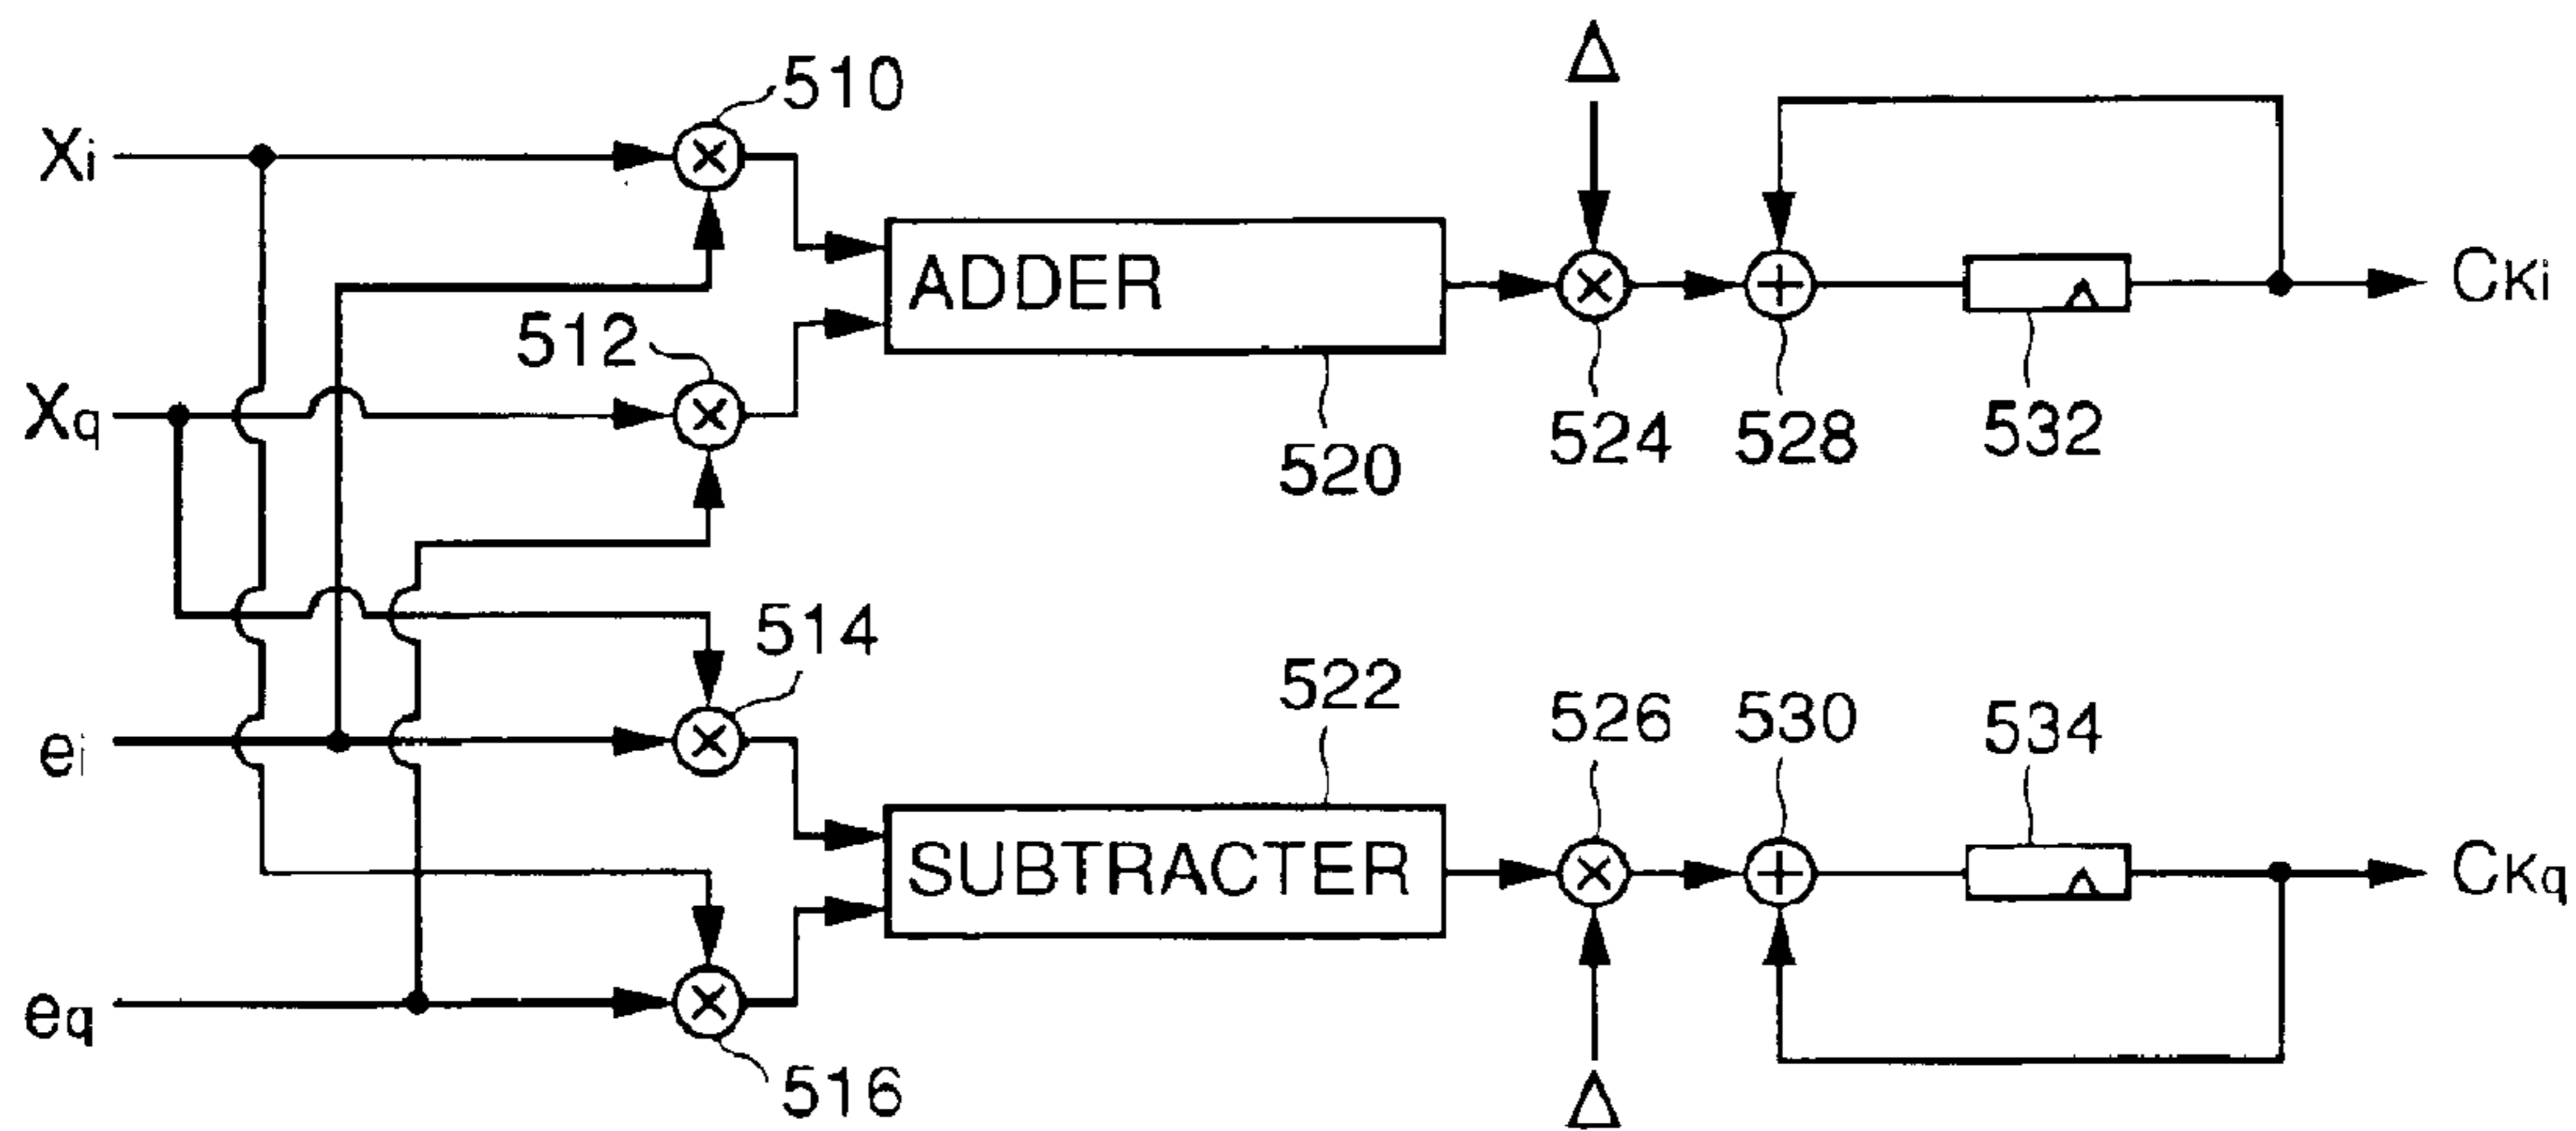 Δ
510
Xi
ADDER
CKi
512
Xq
524
528
532
520
514
522
526
530
534
ei
SUBTRACTER
CKq
eq
516
Δ